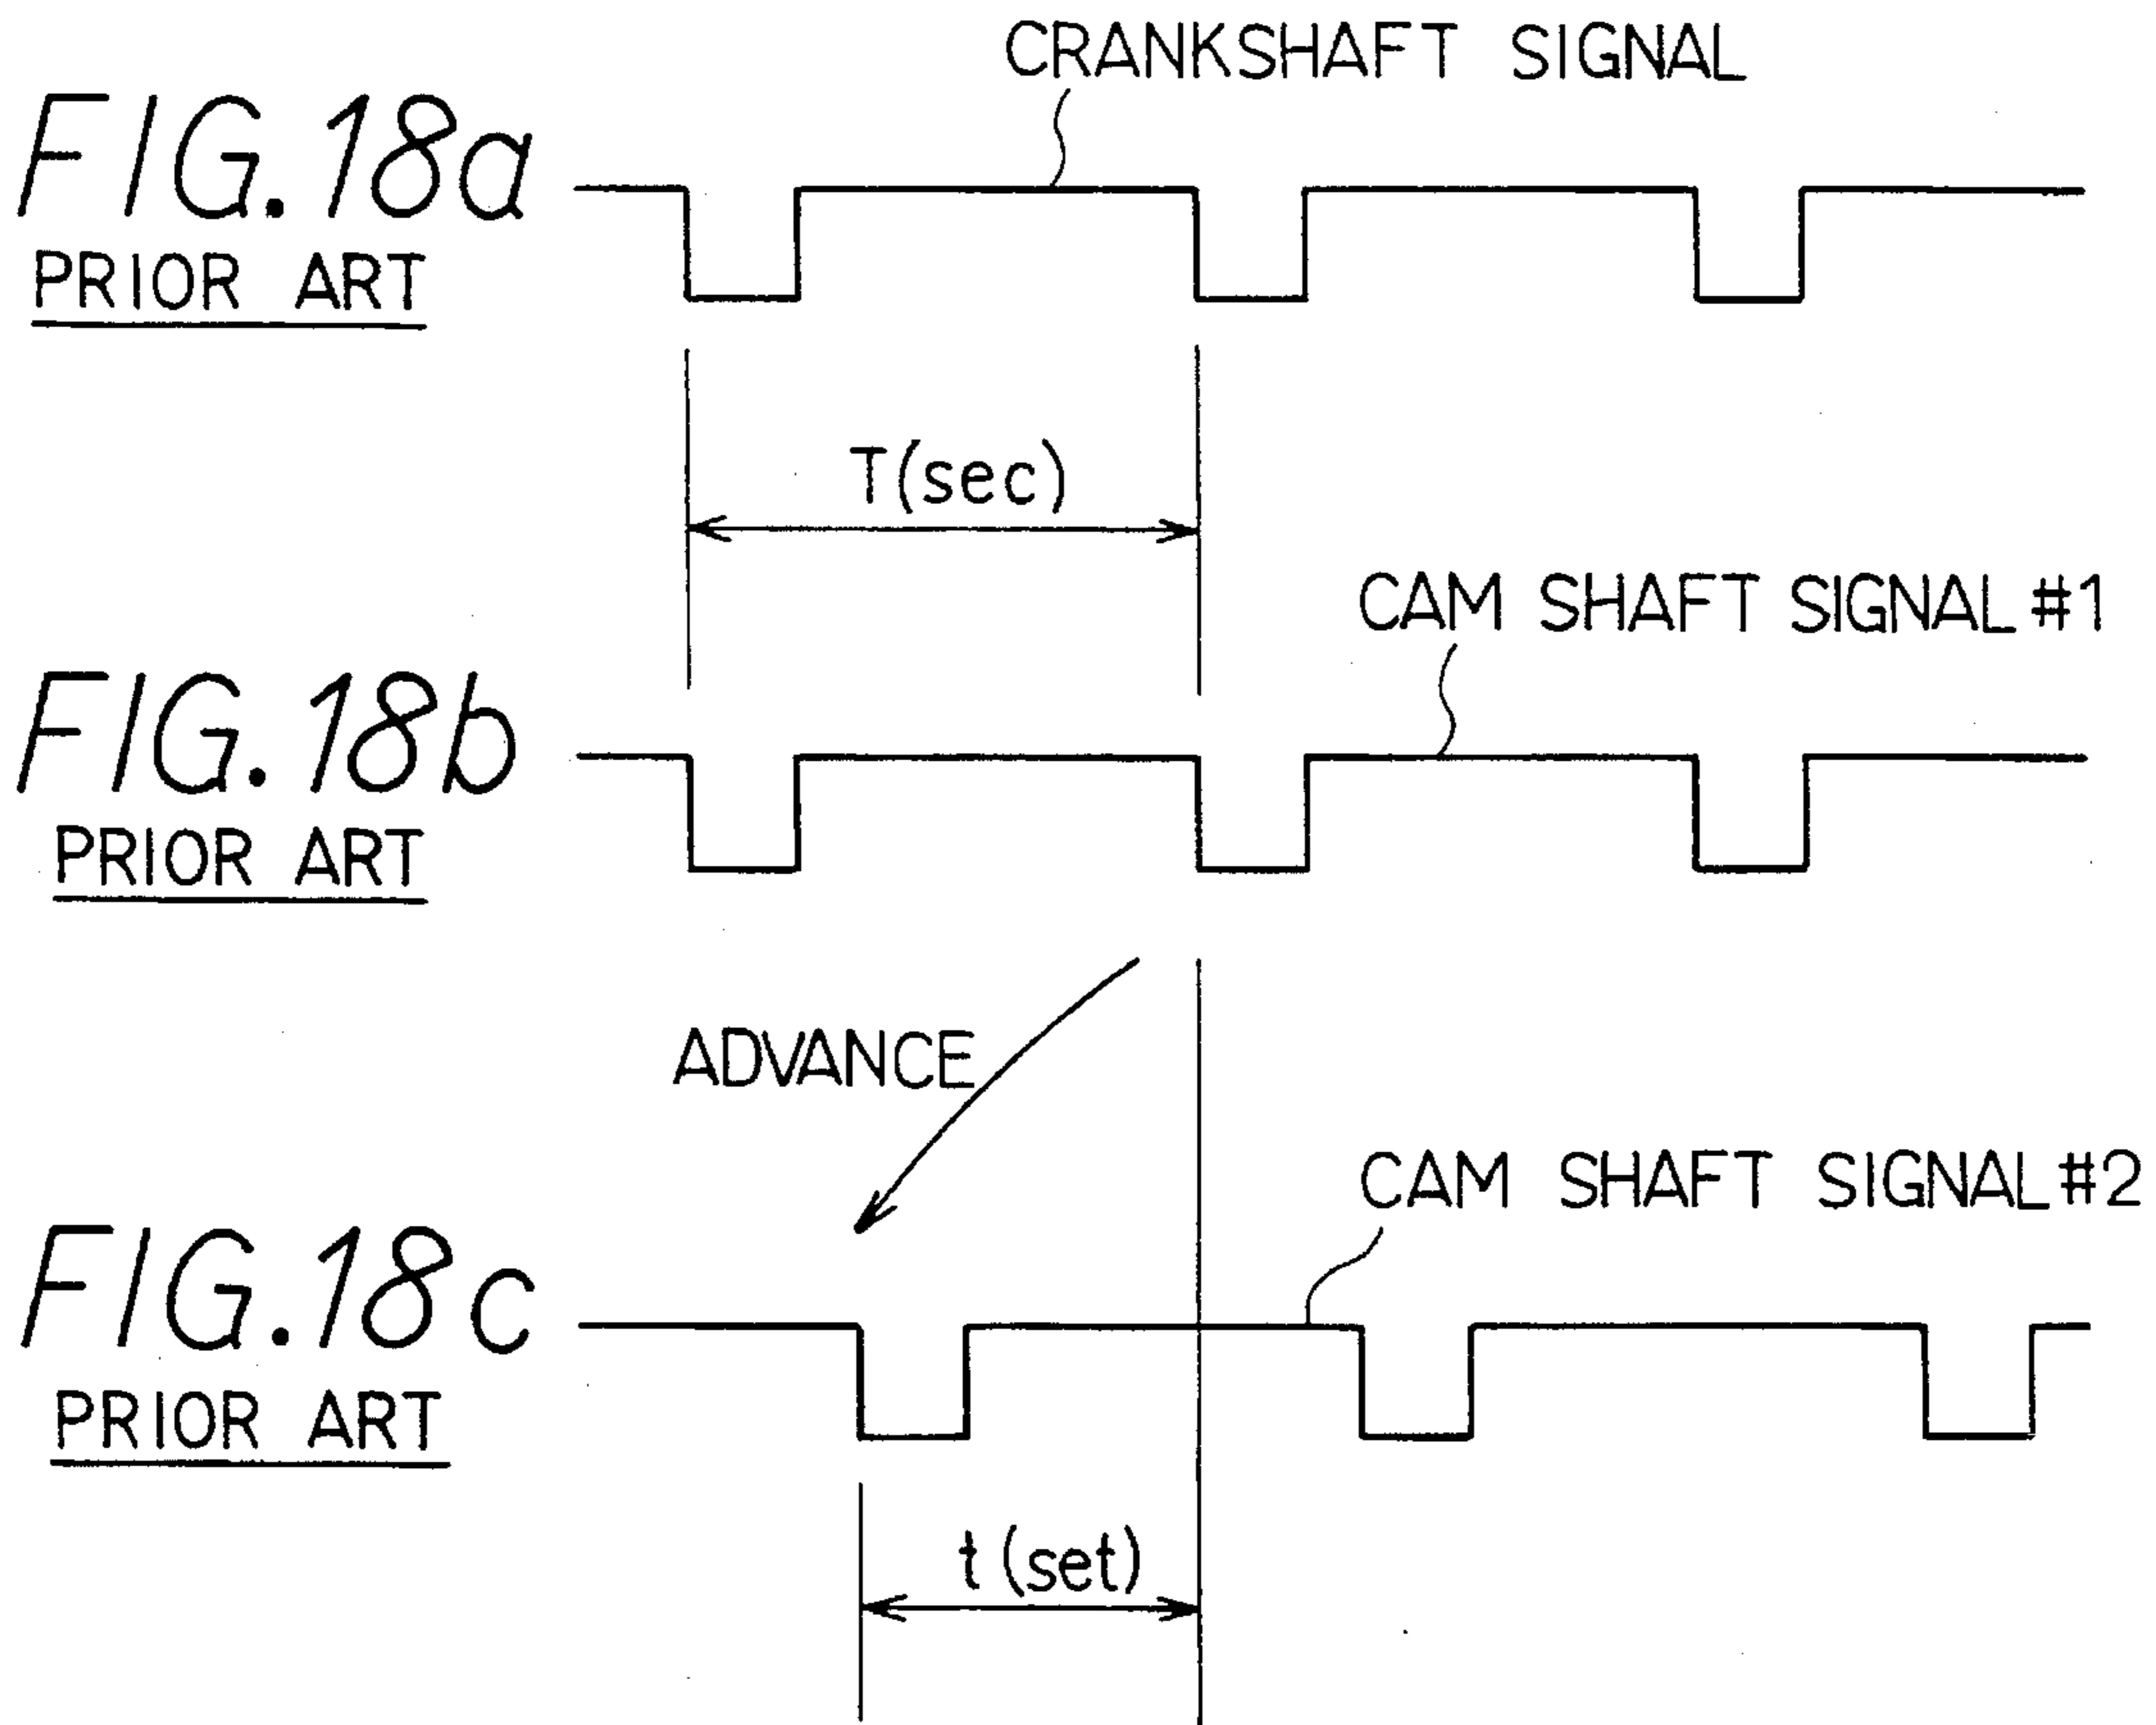 CRANKSHAFT SIGNAL
FIG.18a
PRIOR ART
T(sec)
CAM SHAFT SIGNAL #1
FIG.18b
PRIOR ART
ADVANCE
CAM SHAFT SIGNAL #2
FIG.18c
PRIOR ART
t(set)